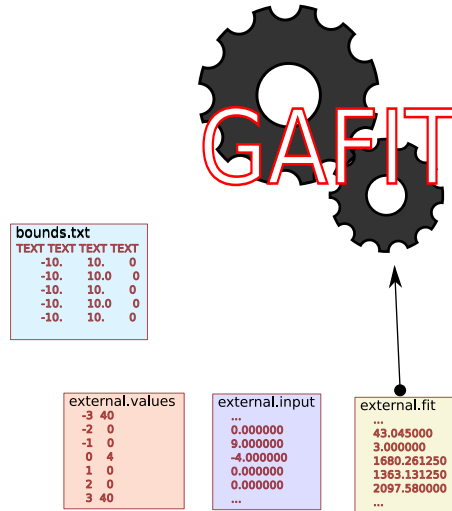 GAFIT
bounds.txt
TEXT TEXT TEXT TEXT
-10. 10. 0
-10. 10.0 0
-10. 10. 0
-10. 10.0 0
-10. 10. 0
external.values
-3 40
-2 0
-1 0
0 4
1 0
2 0
3 40
external.input
...
0.000000
9.000000
-4.000000
0.000000
0.000000
...
external.fit
...
43.045000
3.000000
1680.261250
1363.131250
2097.580000
...